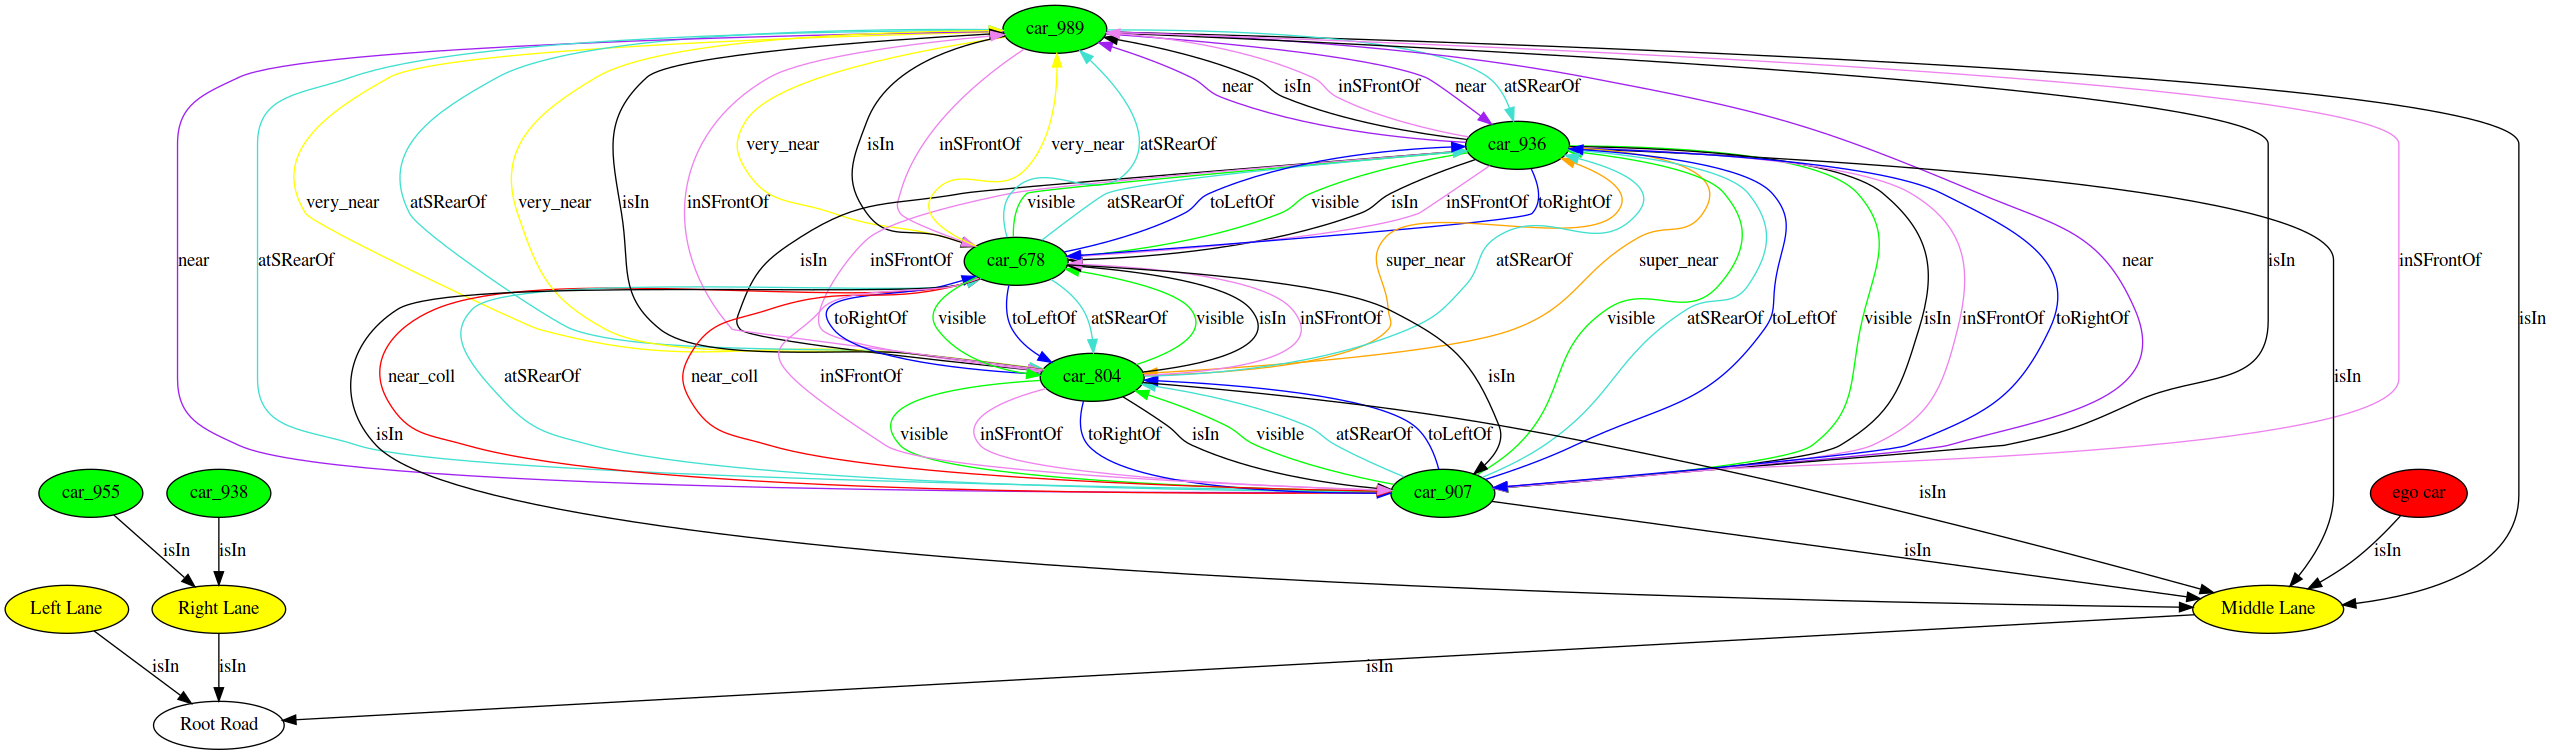 car_989
near isIn inSFrontOf near atSRearOf
car_936
very_near isIn inSFrontOf very_near atSRearOf
very_near atSRearOf very_near isIn inSFrontOf visible atSRearOf toLeftOf visible isIn inSFrontOf toRightOf
near atSRearOf isIn inSFrontOf car_678 super_near atSRearOf super_near near isIn inSFrontOf
toRightOf visible toLeftOf atSRearOf visible isIn inSFrontOf visible atSRearOf toLeftOf visible isIn inSFrontOf toRightOf isIn
near_coll atSRearOf near_coll inSFrontOf car_804 isIn isIn
isIn visible inSFrontOf toRightOf isIn visible atSRearOf toLeftOf
car_955 car_938 car_907 isIn ego car
isIn isIn isIn isIn
Left Lane Right Lane Middle Lane
isIn isIn isIn
Root Road